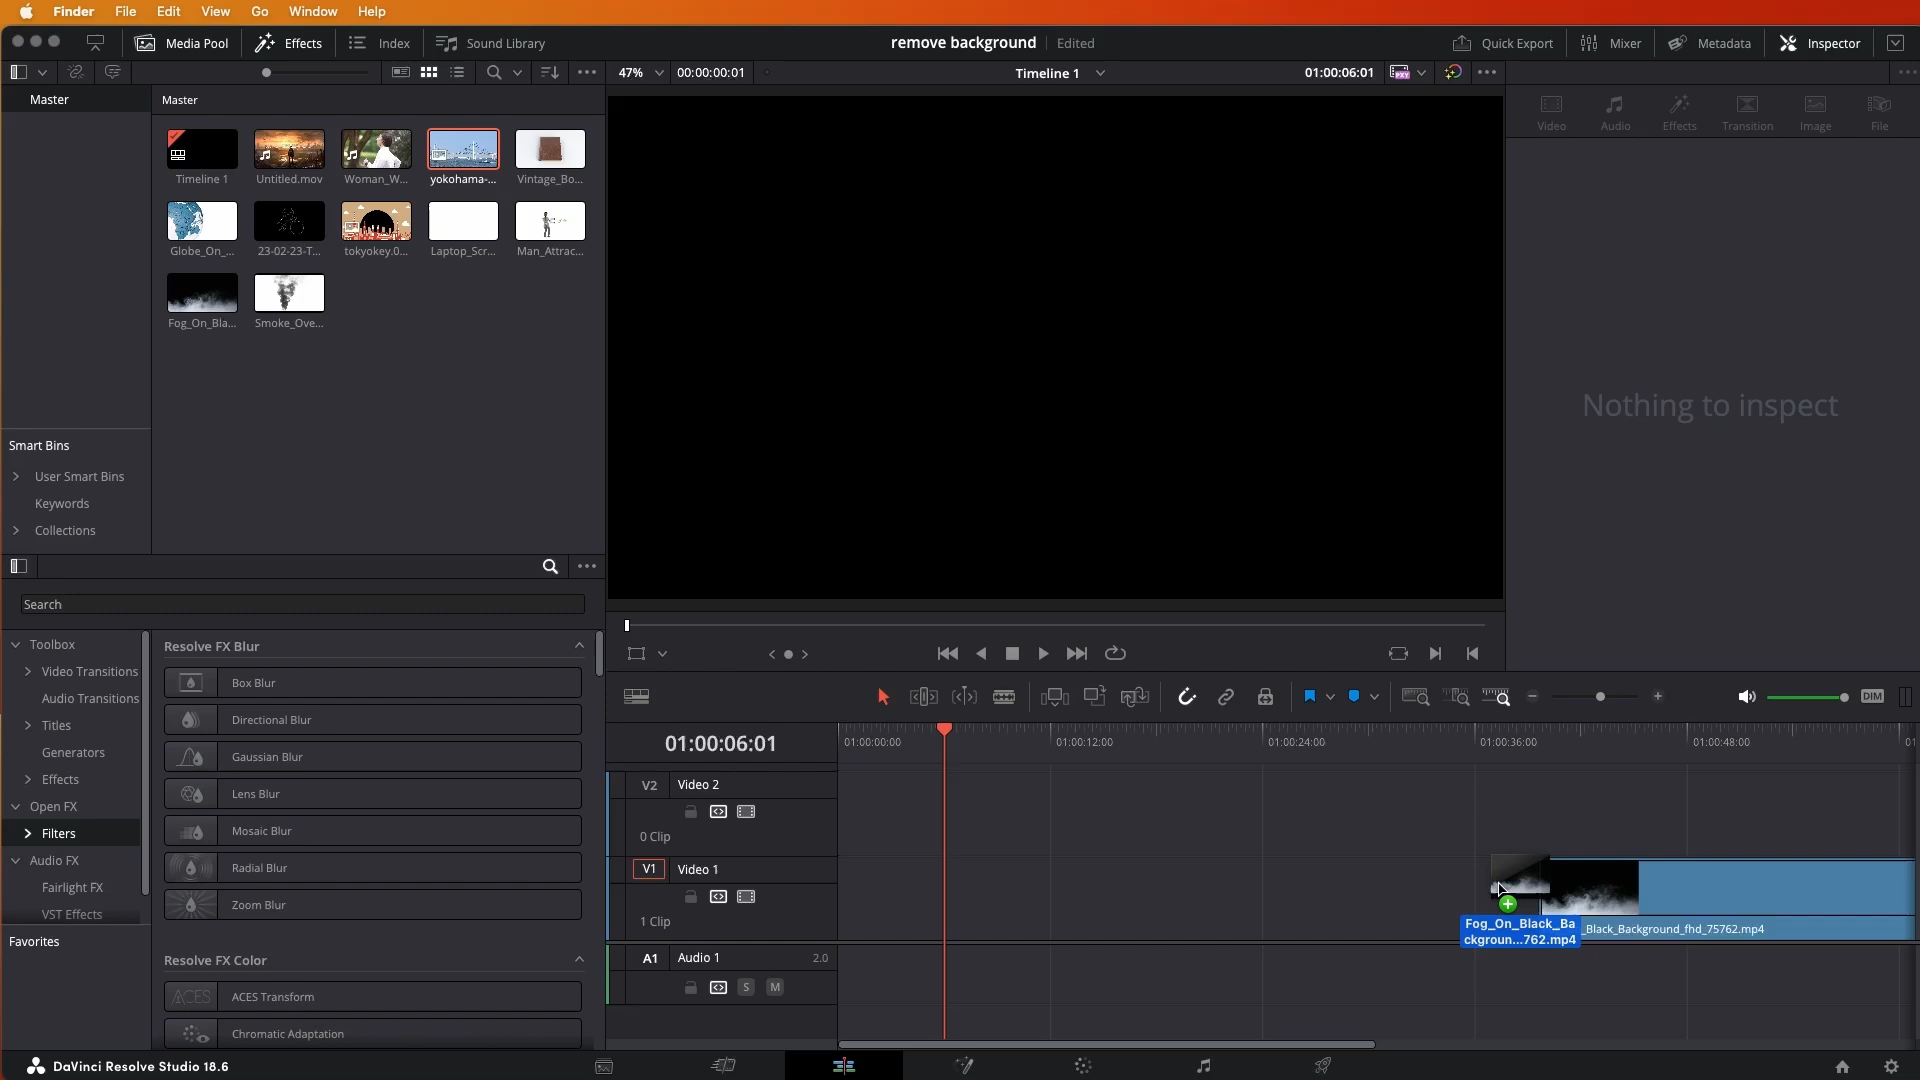 Finder File Edit View Go Window Help
Media Pool Effects Index Sound Library remove background Edited Quick Export Mixer Metadata Inspector
47% 00:00:00:01 Timeline 1 01:00:06:01
Master Master
Video Audio Effects Transition Image File
Timeline 1 Untitled.mov Woman_W... yokohama-... Vintage_Bo...
Globe_On_... 23-02-23-T... tokyokey.0... Laptop_Scr... Man_Attrac...
Fog_On_Bla... Smoke_Ove...
Nothing to inspect
Smart Bins
User Smart Bins
Keywords
Collections
Search
Toolbox
Video Transitions
Audio Transitions
Titles
Generators
Effects
Open FX
Filters
Audio FX
Fairlight FX
VST Effects
Favorites
Resolve FX Blur
Box Blur
Directional Blur
Gaussian Blur
Lens Blur
Mosaic Blur
Radial Blur
Zoom Blur
Resolve FX Color
ACES Transform
Chromatic Adaptation
DIM
01:00:06:01 01:00:00:00 01:00:12:00 01:00:24:00 01:00:36:00 01:00:48:00 01
V2 Video 2
0 Clip
V1 Video 1
1 Clip
Fog_On_Black_Ba
ckgroun...762.mp4
_Black_Background_fhd_75762.mp4
A1 Audio 1 2.0
S M
DaVinci Resolve Studio 18.6